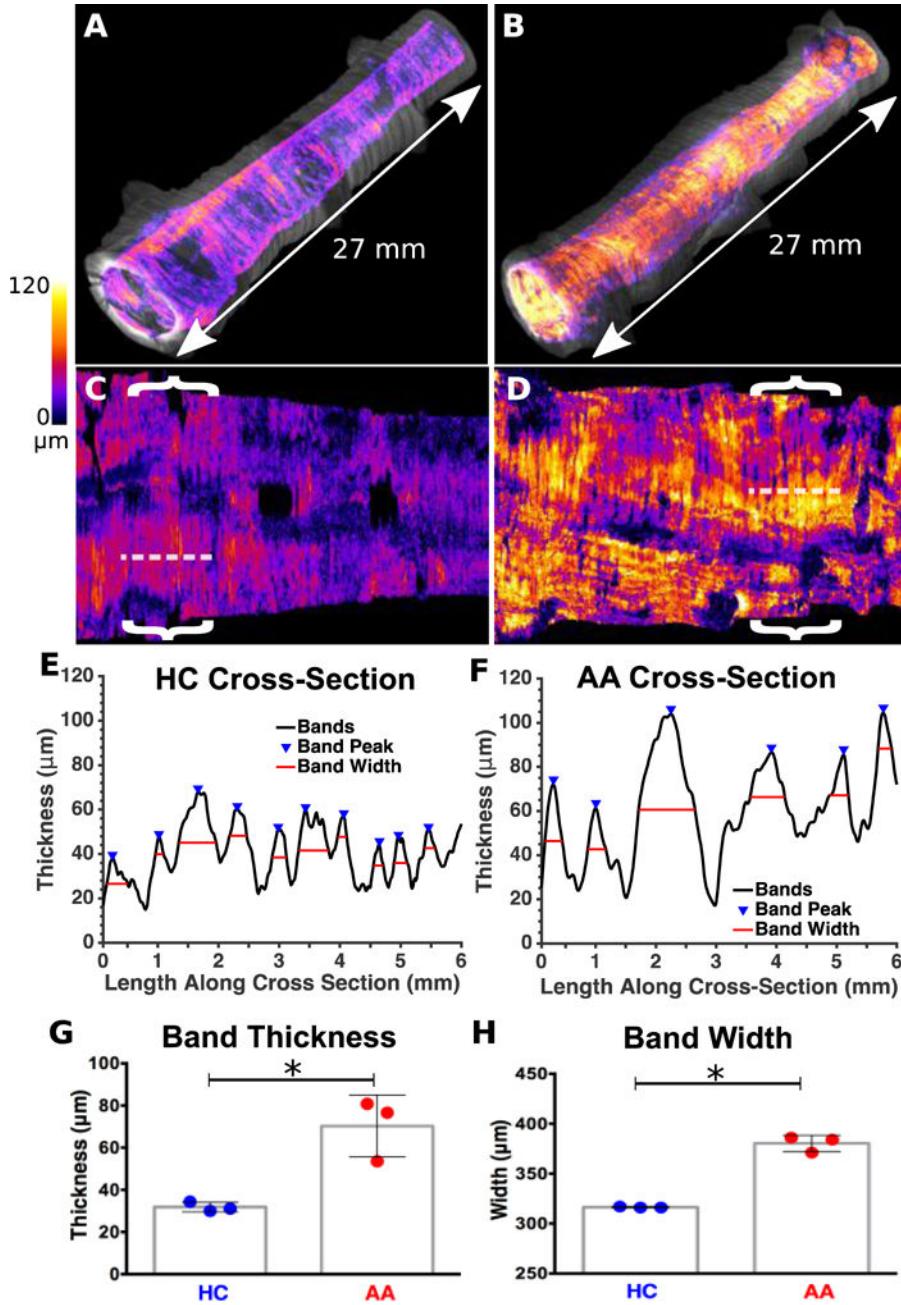 A
B
27 mm
27 mm
120
0
µm
C
D
E
HC Cross-Section
120
100
80
60
40
20
0
Thickness (µm)
Bands
Band Peak
Band Width
0 1 2 3 4 5 6
Length Along Cross Section (mm)
F
AA Cross-Section
120
100
80
60
40
20
0
Thickness (µm)
Bands
Band Peak
Band Width
0 1 2 3 4 5 6
Length Along Cross-Section (mm)
G
Band Thickness
*
100
80
60
40
20
0
Thickness (µm)
HC AA
H
Band Width
*
450
400
350
300
250
Width (µm)
HC AA